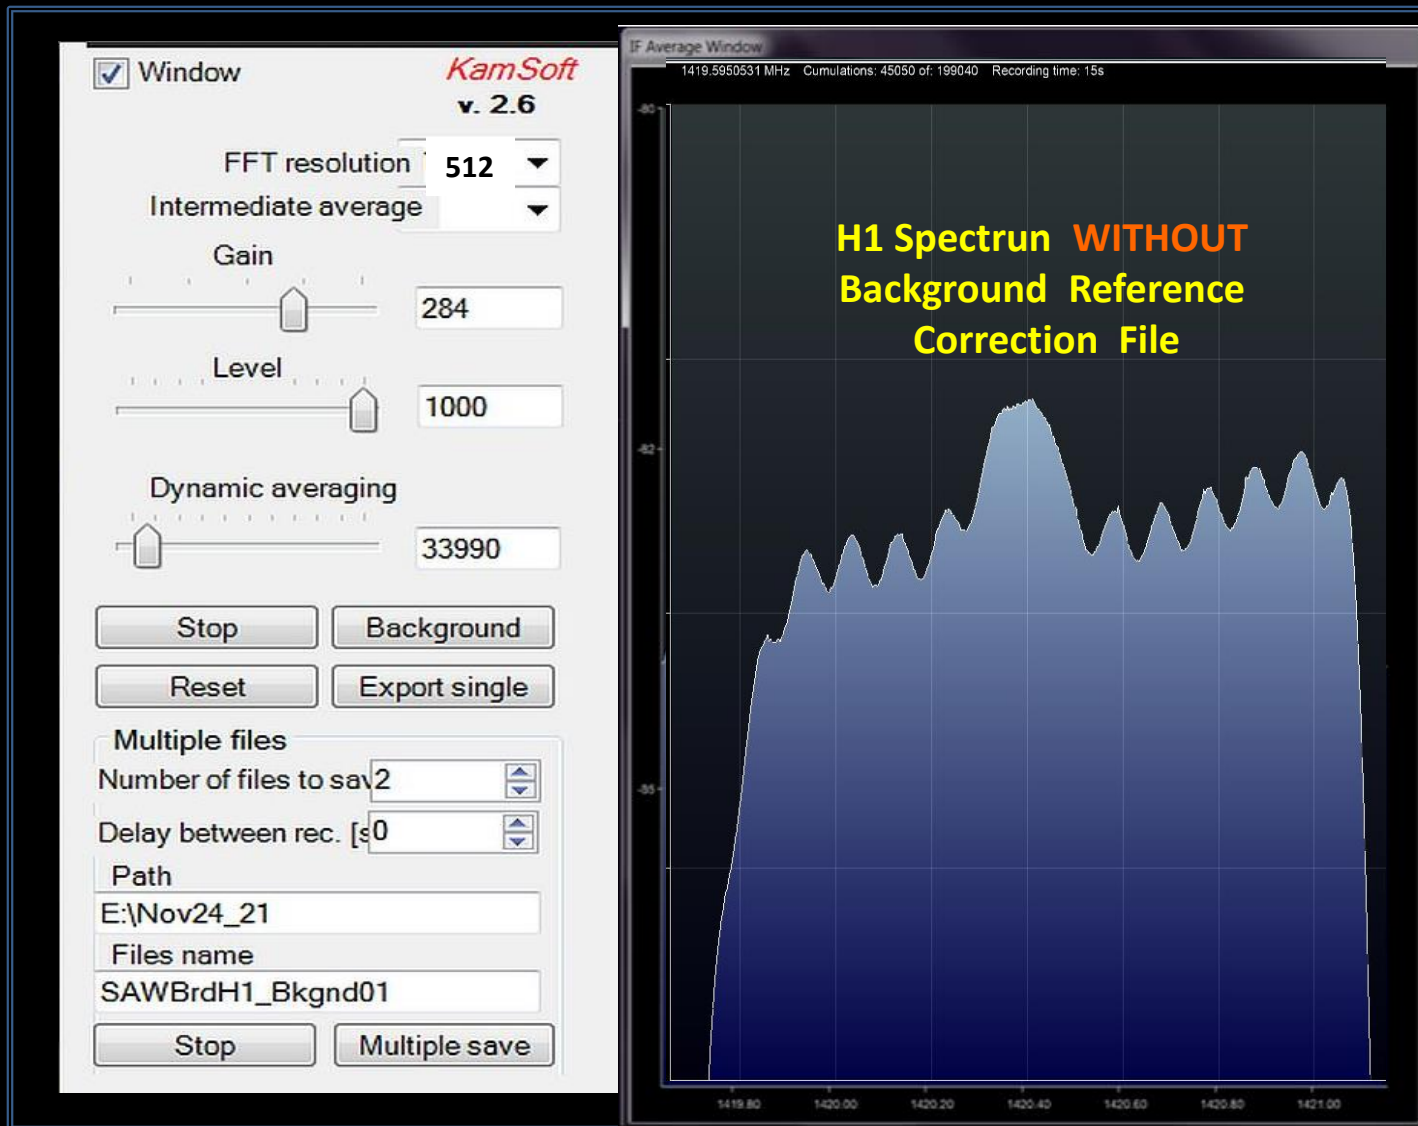 Window
KamSoft
v. 2.6
FFT resolution 512
Intermediate average
Gain
284
Level
1000
Dynamic averaging
33990
Stop Background
Reset Export single
Multiple files
Number of files to sav 2
Delay between rec. [s 0
Path
E:\Nov24_21
Files name
SAWBrdH1_Bkgnd01
Stop Multiple save
IF Average Window
1419.5950531 MHz Cumulations: 45050 of: 199040 Recording time: 15s
H1 Spectrun WITHOUT
Background Reference
Correction File
-80
-82
1419.80 1420.00 1420.20 1420.40 1420.60 1420.80 1421.00